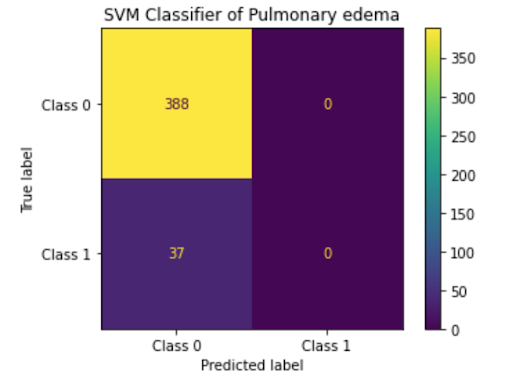 SVM Classifier of Pulmonary edema
True label
Class 0
388
0
Class 1
37
0
Class 0
Class 1
Predicted label
350
300
250
200
150
100
50
0